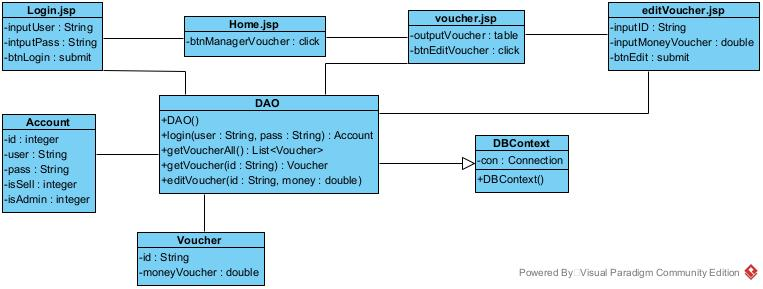 Login.jsp
-inputUser : String
-intputPass : String
-btnLogin : submit
Home.jsp
-btnManagerVoucher : click
voucher.jsp
-outputVoucher : table
-btnEditVoucher : click
editVoucher.jsp
-inputID : String
-inputMoneyVoucher : double
-btnEdit : submit
Account
-id : integer
-user : String
-pass : String
-isSell : integer
-isAdmin : integer
DAO
+DAO()
+login(user : String, pass : String) : Account
+getVoucherAll() : List<Voucher>
+getVoucher(id : String) : Voucher
+editVoucher(id : String, money : double)
DBContext
-con : Connection
+DBContext()
Voucher
-id : String
-moneyVoucher : double
Powered By Visual Paradigm Community Edition